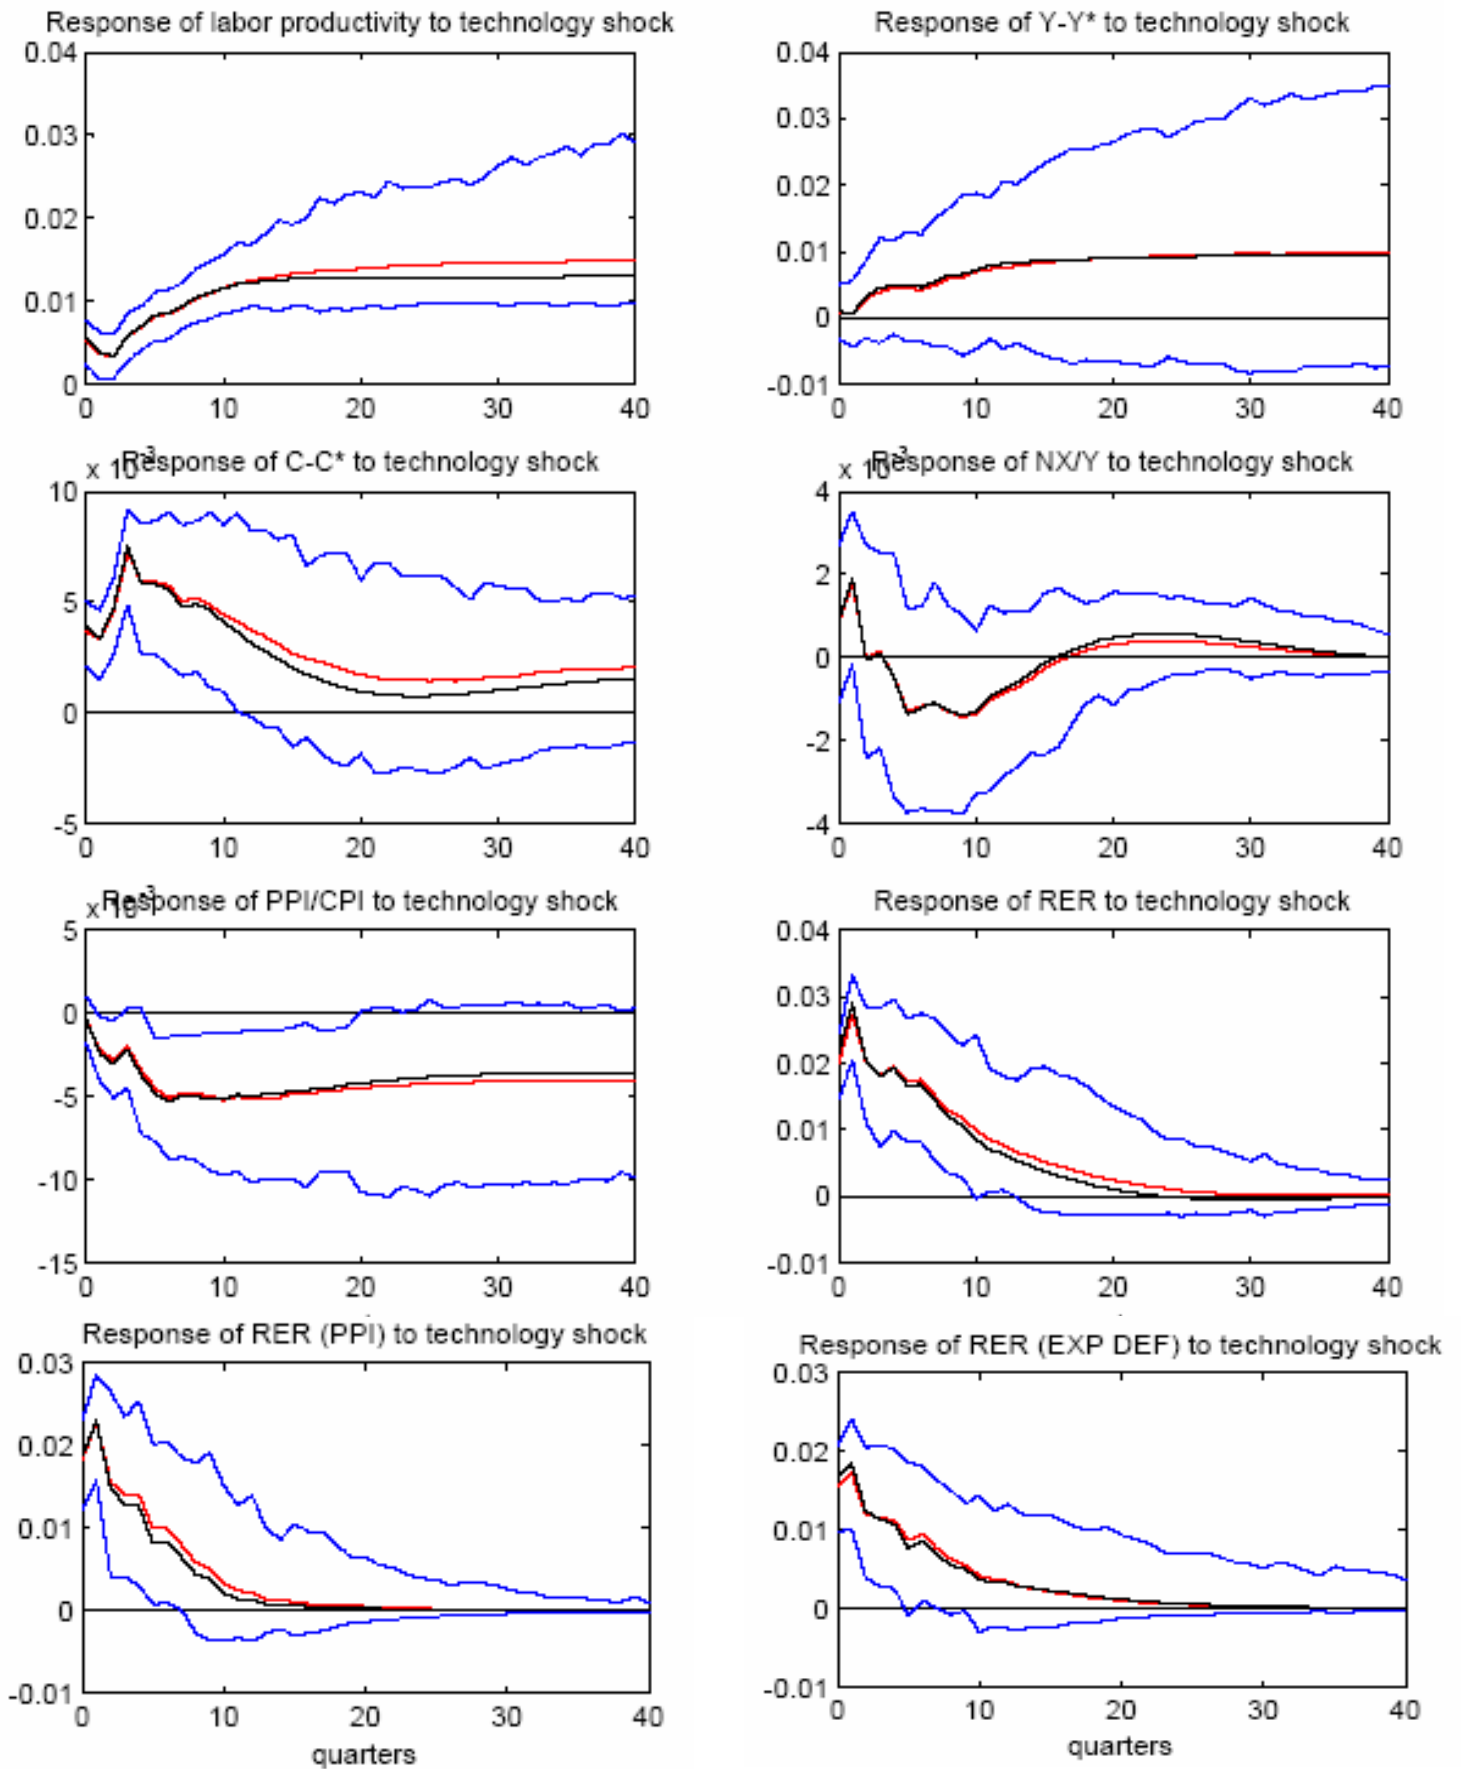 Response of labor productivity to technology shock
0.04
0.03
0.02
0.01
0
0 10 20 30 40
Response of Y-Y* to technology shock
0.04
0.03
0.02
0.01
0
-0.01
0 10 20 30 40
x 10-3
Response of C-C* to technology shock
10
5
0
-5
0 10 20 30 40
x 10-3
Response of NX/Y to technology shock
4
2
0
-2
-4
0 10 20 30 40
x 10-3
Response of PPI/CPI to technology shock
5
0
-5
-10
-15
0 10 20 30 40
Response of RER to technology shock
0.04
0.03
0.02
0.01
0
-0.01
0 10 20 30 40
Response of RER (PPI) to technology shock
0.03
0.02
0.01
0
-0.01
0 10 20 30 40
quarters
Response of RER (EXP DEF) to technology shock
0.03
0.02
0.01
0
-0.01
0 10 20 30 40
quarters